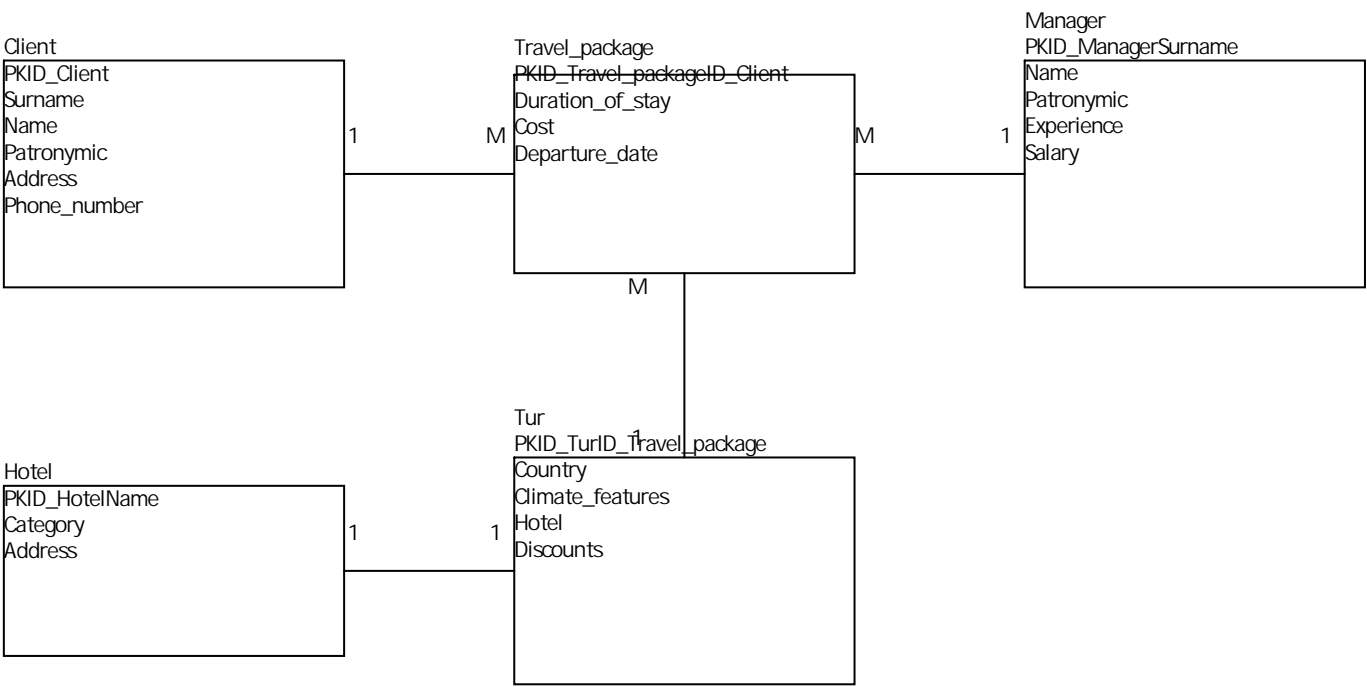 Client
PKID_Client
Surname
Name
Patronymic
Address
Phone_number
1
M
Travel_package
PKID_Travel_packageID_Client
Duration_of_stay
Cost
Departure_date
M
1
Manager
PKID_ManagerSurname
Name
Patronymic
Experience
Salary
M
1
Tur
PKID_TurID_Travel_package
Country
Climate_features
Hotel
Discounts
Hotel
PKID_HotelName
Category
Address
1
1